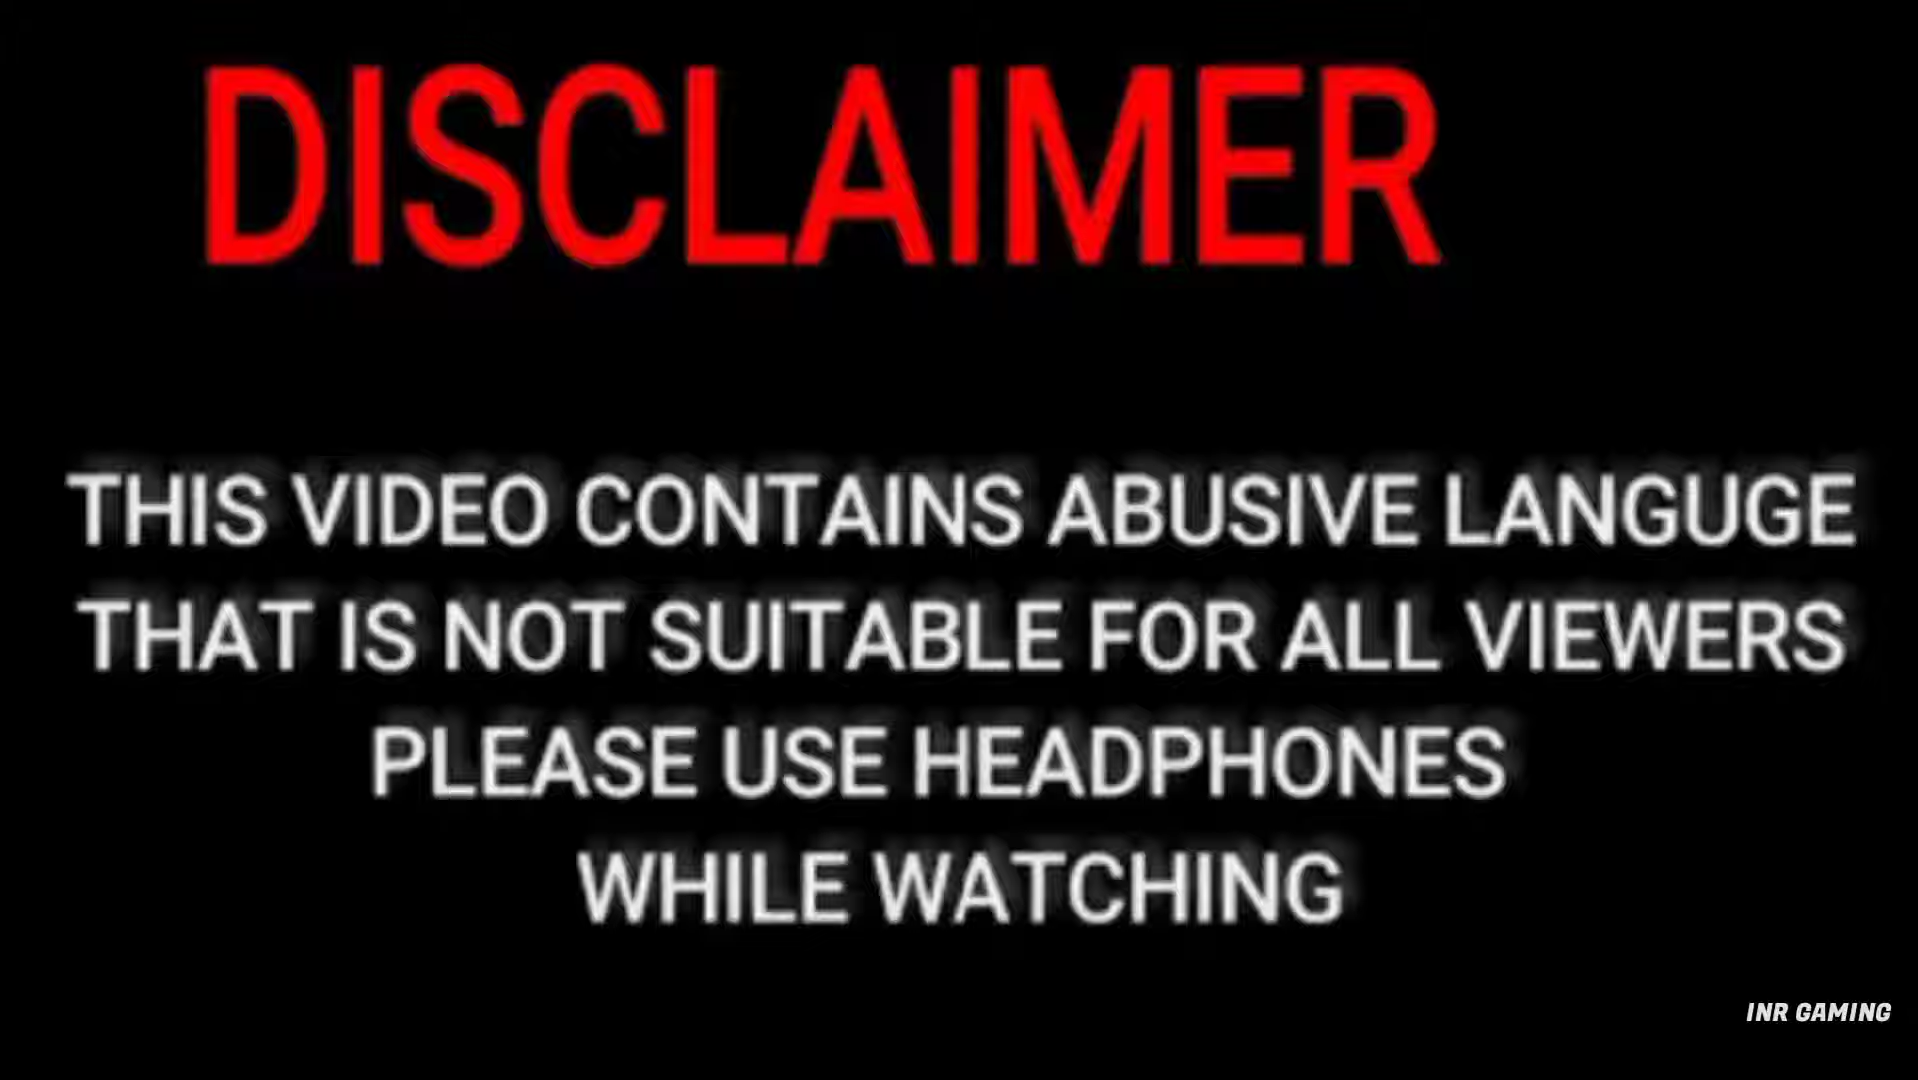 DISCLAIMER
THIS VIDEO CONTAINS ABUSIVE LANGUGE
THAT IS NOT SUITABLE FOR ALL VIEWERS
PLEASE USE HEADPHONES
WHILE WATCHING
INR GAMING